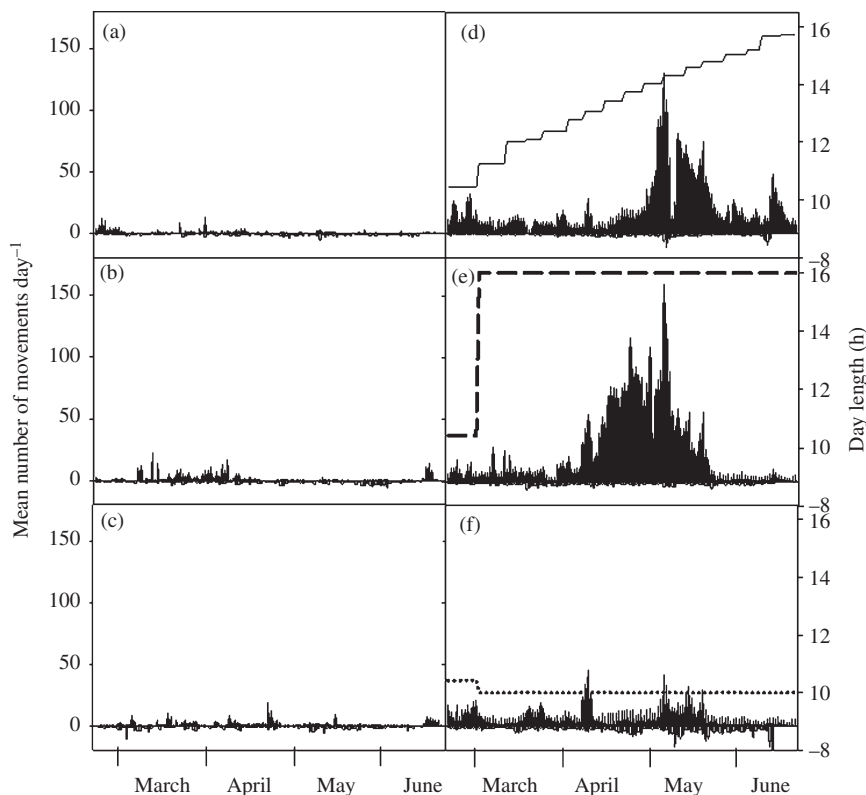 (a)
150
100
50
0
(d)
16
14
12
10
−8
(b)
150
100
50
0
(e)
16
14
12
10
−8
(c)
150
100
50
0
(f)
16
14
12
10
−8
Mean number of movements day−1
Day length (h)
March April May June
March April May June